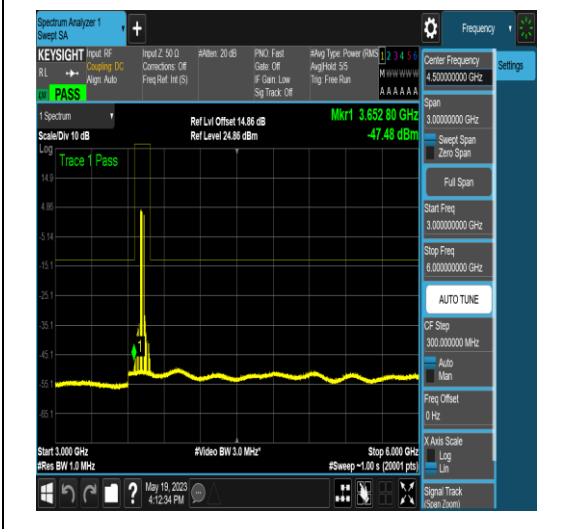 Spectrum Analyzer 1
Swept SA
+
Frequency
KEYSIGHT
RL
PASS
Input: RF
Coupling: DC
Align: Auto
Input Z: 50 Ω
Corrections: Off
Freq Ref: Int (S)
#Atten: 20 dB
PNO: Fast
Gate: Off
IF Gain: Low
Sig Track: Off
#Avg Type: Power (RMS
Avg|Hold: 5/5
Trig: Free Run
1 2 3 4 5 6
M W W W W W
A A A A A A
1 Spectrum
Scale/Div 10 dB
Ref Lvl Offset 14.86 dB
Ref Level 24.86 dBm
Mkr1 3.652 80 GHz
-47.48 dBm
Log
Trace 1 Pass
14.9
4.86
-5.14
-15.1
-25.1
-35.1
-45.1
-55.1
-65.1
1
Start 3.000 GHz
#Res BW 1.0 MHz
#Video BW 3.0 MHz*
Stop 6.000 GHz
#Sweep ~1.00 s (20001 pts)
?
May 19, 2023
4:12:34 PM
Settings
Center Frequency
4.500000000 GHz
Span
3.00000000 GHz
Swept Span
Zero Span
Full Span
Start Freq
3.000000000 GHz
Stop Freq
6.000000000 GHz
AUTO TUNE
CF Step
300.000000 MHz
Auto
Man
Freq Offset
0 Hz
X Axis Scale
Log
Lin
Signal Track
(Span Zoom)